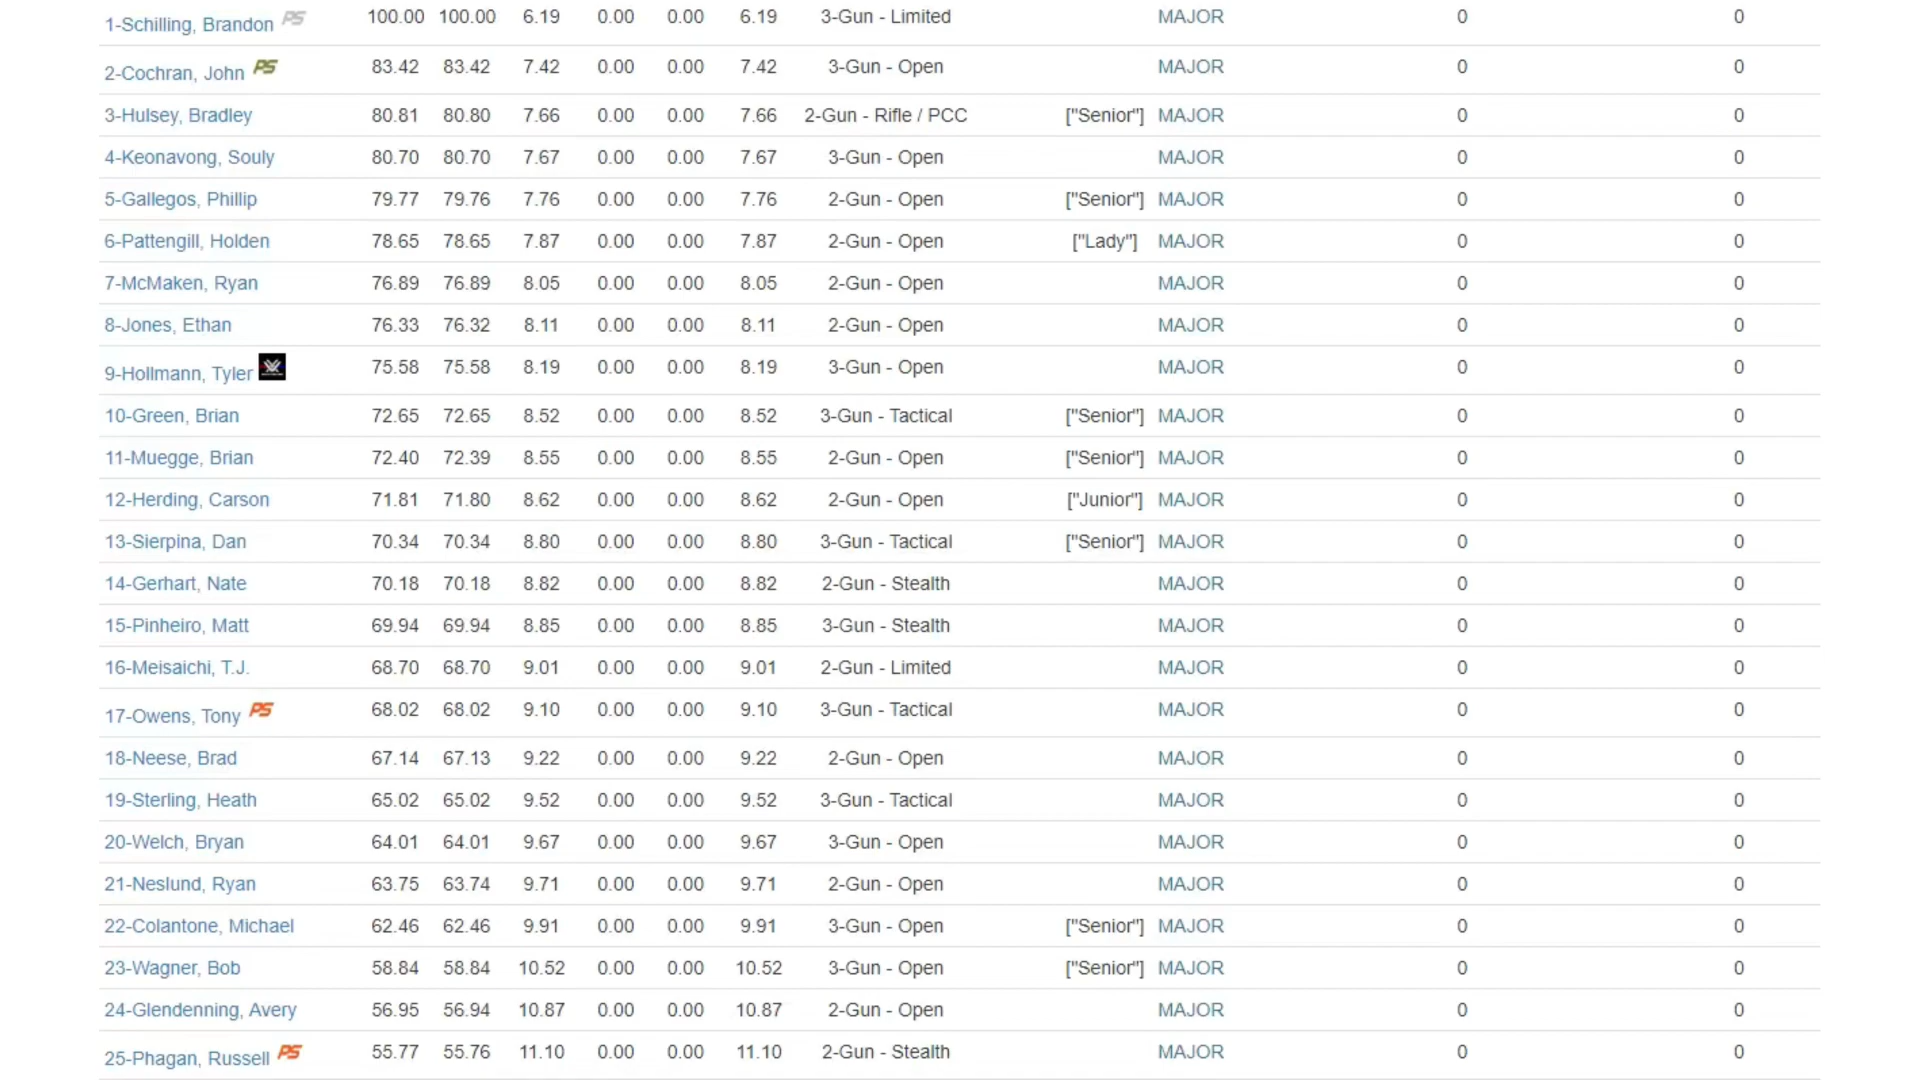 1-Schilling, Brandon PS 100.00 100.00 6.19 0.00 0.00 6.19 3-Gun - Limited MAJOR 0 0
2-Cochran, John PS 83.42 83.42 7.42 0.00 0.00 7.42 3-Gun - Open MAJOR 0 0
3-Hulsey, Bradley 80.81 80.80 7.66 0.00 0.00 7.66 2-Gun - Rifle / PCC ["Senior"] MAJOR 0 0
4-Keonavong, Souly 80.70 80.70 7.67 0.00 0.00 7.67 3-Gun - Open MAJOR 0 0
5-Gallegos, Phillip 79.77 79.76 7.76 0.00 0.00 7.76 2-Gun - Open ["Senior"] MAJOR 0 0
6-Pattengill, Holden 78.65 78.65 7.87 0.00 0.00 7.87 2-Gun - Open ["Lady"] MAJOR 0 0
7-McMaken, Ryan 76.89 76.89 8.05 0.00 0.00 8.05 2-Gun - Open MAJOR 0 0
8-Jones, Ethan 76.33 76.32 8.11 0.00 0.00 8.11 2-Gun - Open MAJOR 0 0
9-Hollmann, Tyler 75.58 75.58 8.19 0.00 0.00 8.19 3-Gun - Open MAJOR 0 0
10-Green, Brian 72.65 72.65 8.52 0.00 0.00 8.52 3-Gun - Tactical ["Senior"] MAJOR 0 0
11-Muegge, Brian 72.40 72.39 8.55 0.00 0.00 8.55 2-Gun - Open ["Senior"] MAJOR 0 0
12-Herding, Carson 71.81 71.80 8.62 0.00 0.00 8.62 2-Gun - Open ["Junior"] MAJOR 0 0
13-Sierpina, Dan 70.34 70.34 8.80 0.00 0.00 8.80 3-Gun - Tactical ["Senior"] MAJOR 0 0
14-Gerhart, Nate 70.18 70.18 8.82 0.00 0.00 8.82 2-Gun - Stealth MAJOR 0 0
15-Pinheiro, Matt 69.94 69.94 8.85 0.00 0.00 8.85 3-Gun - Stealth MAJOR 0 0
16-Meisaichi, T.J. 68.70 68.70 9.01 0.00 0.00 9.01 2-Gun - Limited MAJOR 0 0
17-Owens, Tony PS 68.02 68.02 9.10 0.00 0.00 9.10 3-Gun - Tactical MAJOR 0 0
18-Neese, Brad 67.14 67.13 9.22 0.00 0.00 9.22 2-Gun - Open MAJOR 0 0
19-Sterling, Heath 65.02 65.02 9.52 0.00 0.00 9.52 3-Gun - Tactical MAJOR 0 0
20-Welch, Bryan 64.01 64.01 9.67 0.00 0.00 9.67 3-Gun - Open MAJOR 0 0
21-Neslund, Ryan 63.75 63.74 9.71 0.00 0.00 9.71 2-Gun - Open MAJOR 0 0
22-Colantone, Michael 62.46 62.46 9.91 0.00 0.00 9.91 3-Gun - Open ["Senior"] MAJOR 0 0
23-Wagner, Bob 58.84 58.84 10.52 0.00 0.00 10.52 3-Gun - Open ["Senior"] MAJOR 0 0
24-Glendenning, Avery 56.95 56.94 10.87 0.00 0.00 10.87 2-Gun - Open MAJOR 0 0
25-Phagan, Russell PS 55.77 55.76 11.10 0.00 0.00 11.10 2-Gun - Stealth MAJOR 0 0